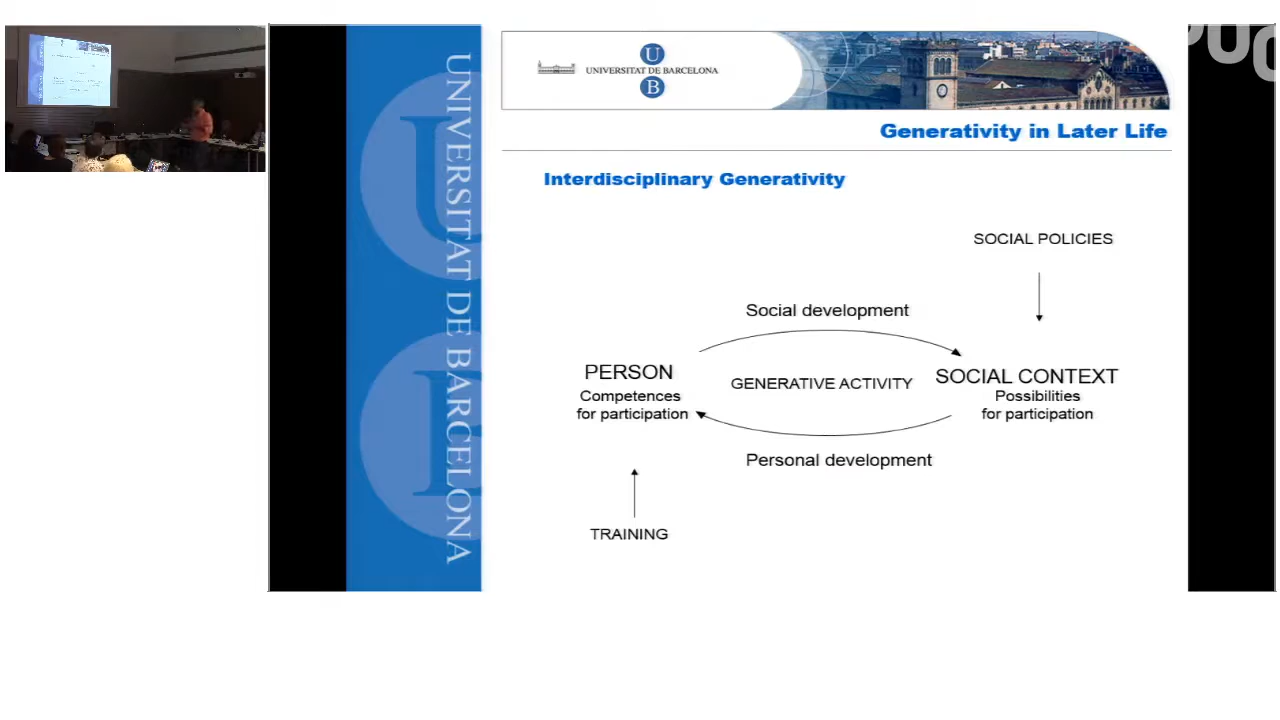 UNIVERSITAT DE BARCELONA
U
UNIVERSITAT DE BARCELONA
B
Generativity in Later Life
Interdisciplinary Generativity
SOCIAL POLICIES
Social development
PERSON
Competences
for participation
GENERATIVE ACTIVITY
SOCIAL CONTEXT
Possibilities
for participation
Personal development
TRAINING